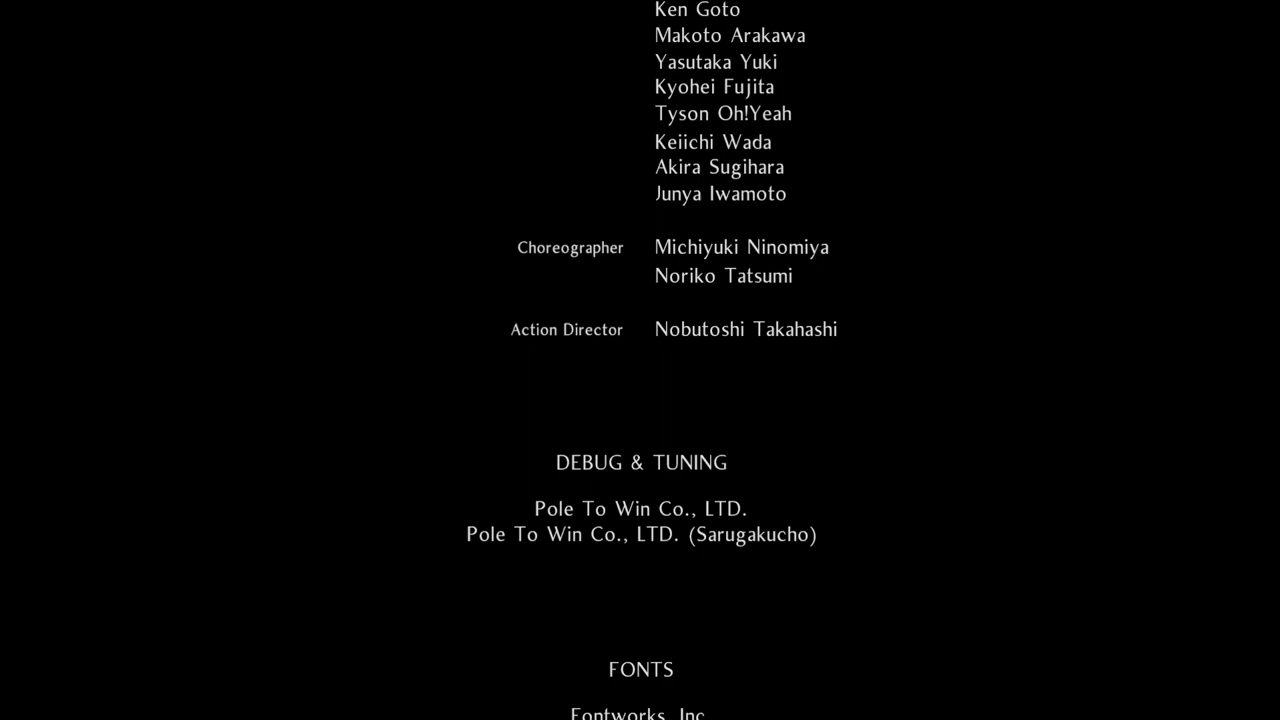 Ken Goto
Makoto Arakawa
Yasutaka Yuki
Kyohei Fujita
Tyson Oh!Yeah
Keiichi Wada
Akira Sugihara
Junya Iwamoto
Choreographer Michiyuki Ninomiya
Noriko Tatsumi
Action Director Nobutoshi Takahashi
DEBUG & TUNING
Pole To Win Co., LTD.
Pole To Win Co., LTD. (Sarugakucho)
FONTS
Fontworks, Inc.